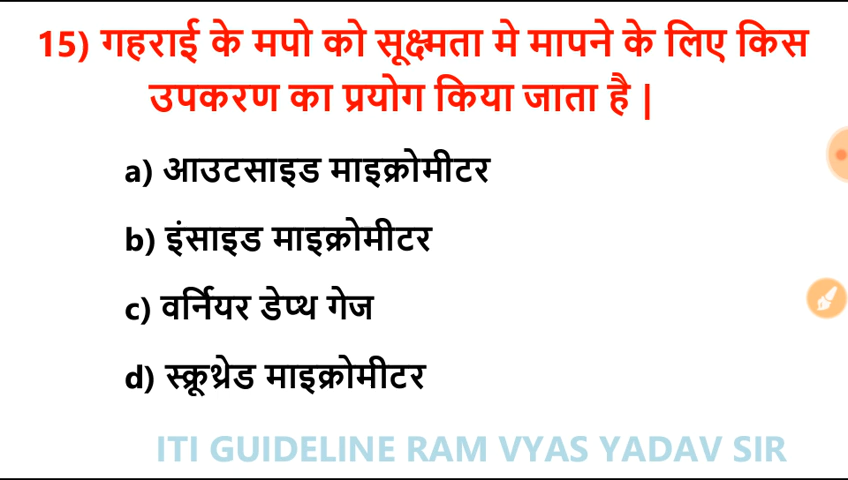 15) गहराई के मपो को सूक्ष्मता मे मापने के लिए किस
उपकरण का प्रयोग किया जाता है |
a) आउटसाइड माइक्रोमीटर
b) इंसाइड माइक्रोमीटर
c) वर्नियर डेप्थ गेज
d) स्क्रूथ्रेड माइक्रोमीटर
ITI GUIDELINE RAM VYAS YADAV SIR